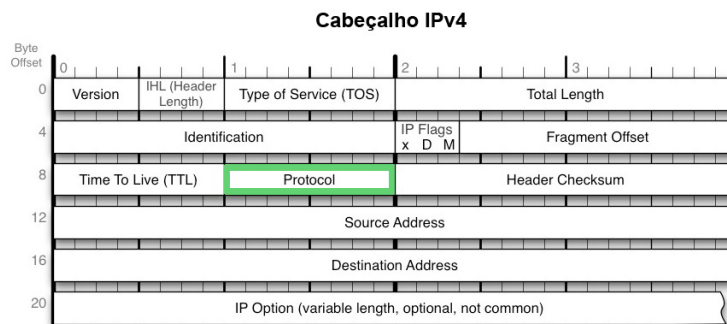 Cabeçalho IPv4
Byte
Offset
0 1 2 3
0 Version IHL (Header Length) Type of Service (TOS) Total Length
4 Identification IP Flags x D M Fragment Offset
8 Time To Live (TTL) Protocol Header Checksum
12 Source Address
16 Destination Address
20 IP Option (variable length, optional, not common)